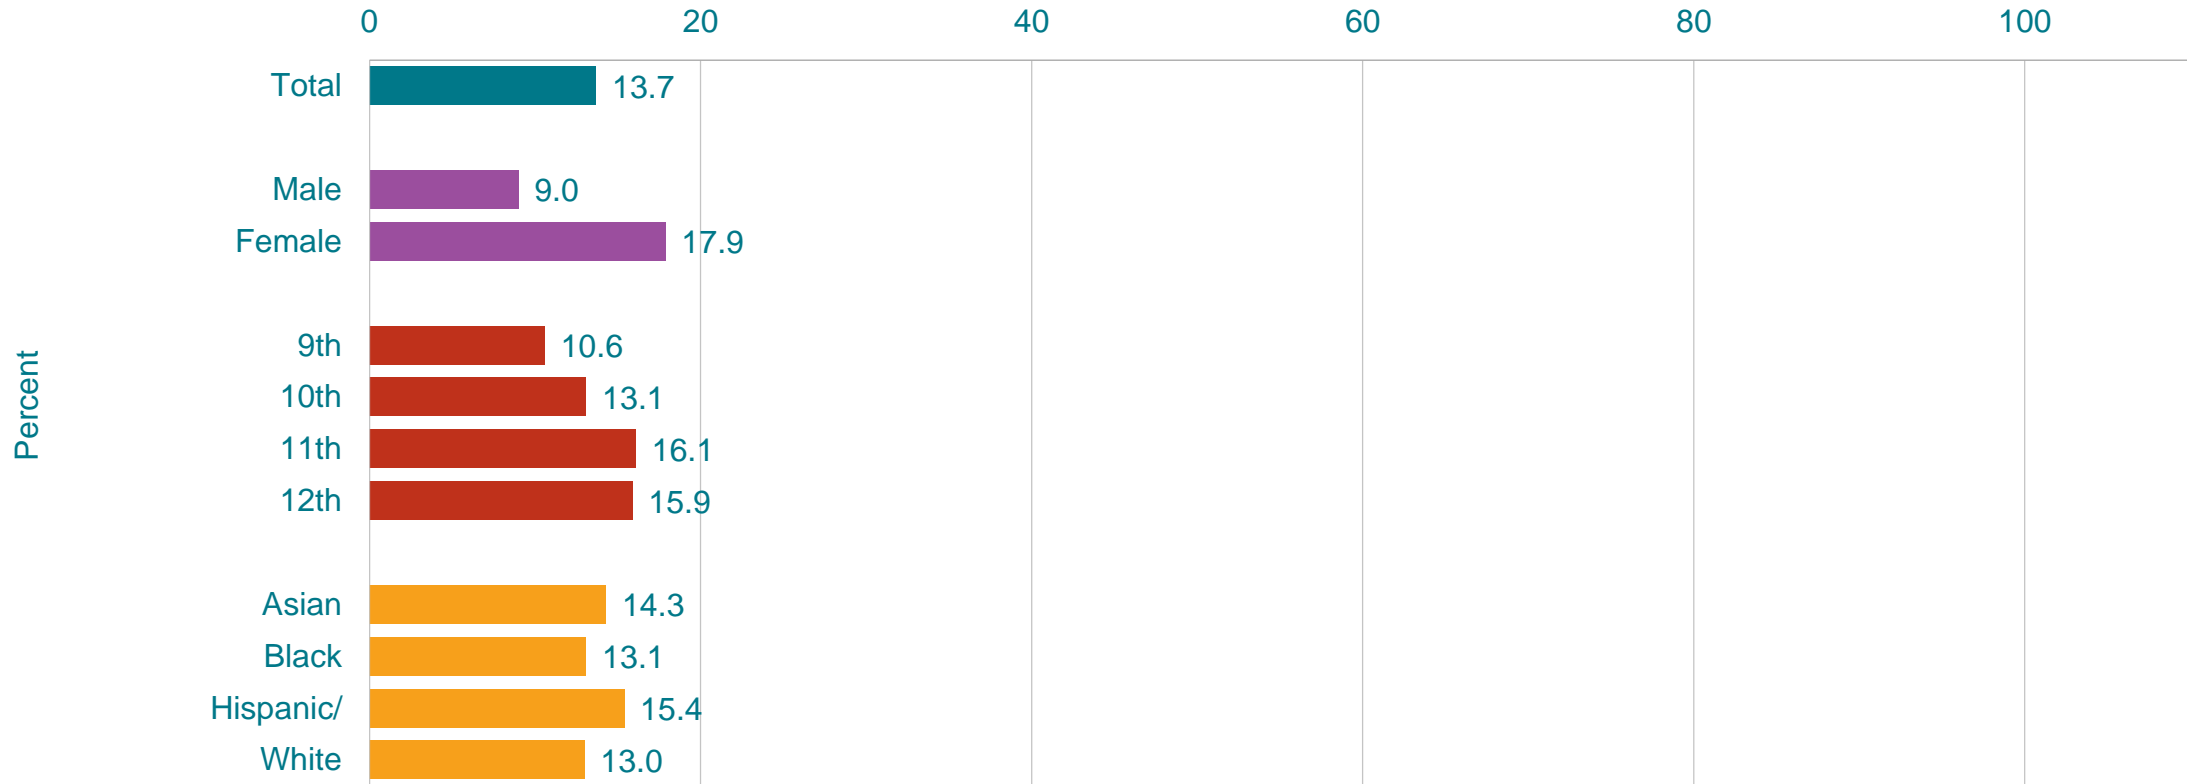 0 20 40 60 80 100
Total 13.7
Male 9.0
Female 17.9
9th 10.6
Percent
10th 13.1
11th 16.1
12th 15.9
Asian 14.3
Black 13.1
Hispanic/ 15.4
White 13.0